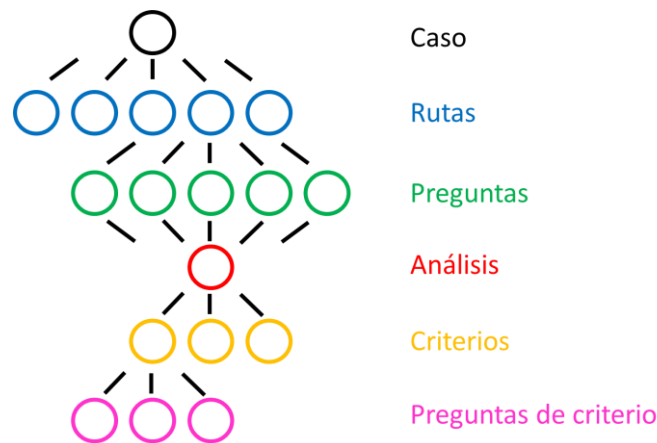 Caso
Rutas
Preguntas
Análisis
Criterios
Preguntas de criterio